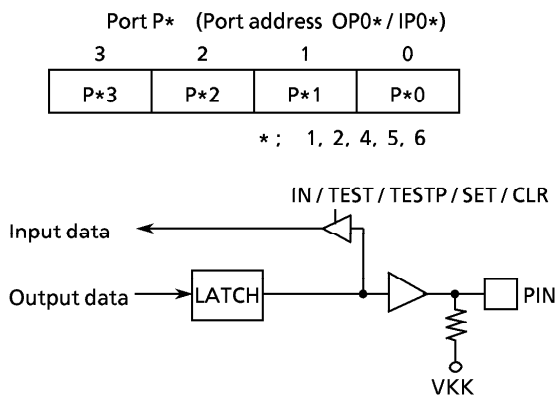 Port P* (Port address OP0* / IP0*)
3 2 1 0
P*3 P*2 P*1 P*0
* ; 1, 2, 4, 5, 6
IN / TEST / TESTP / SET / CLR
Input data
Output data LATCH PIN
VKK